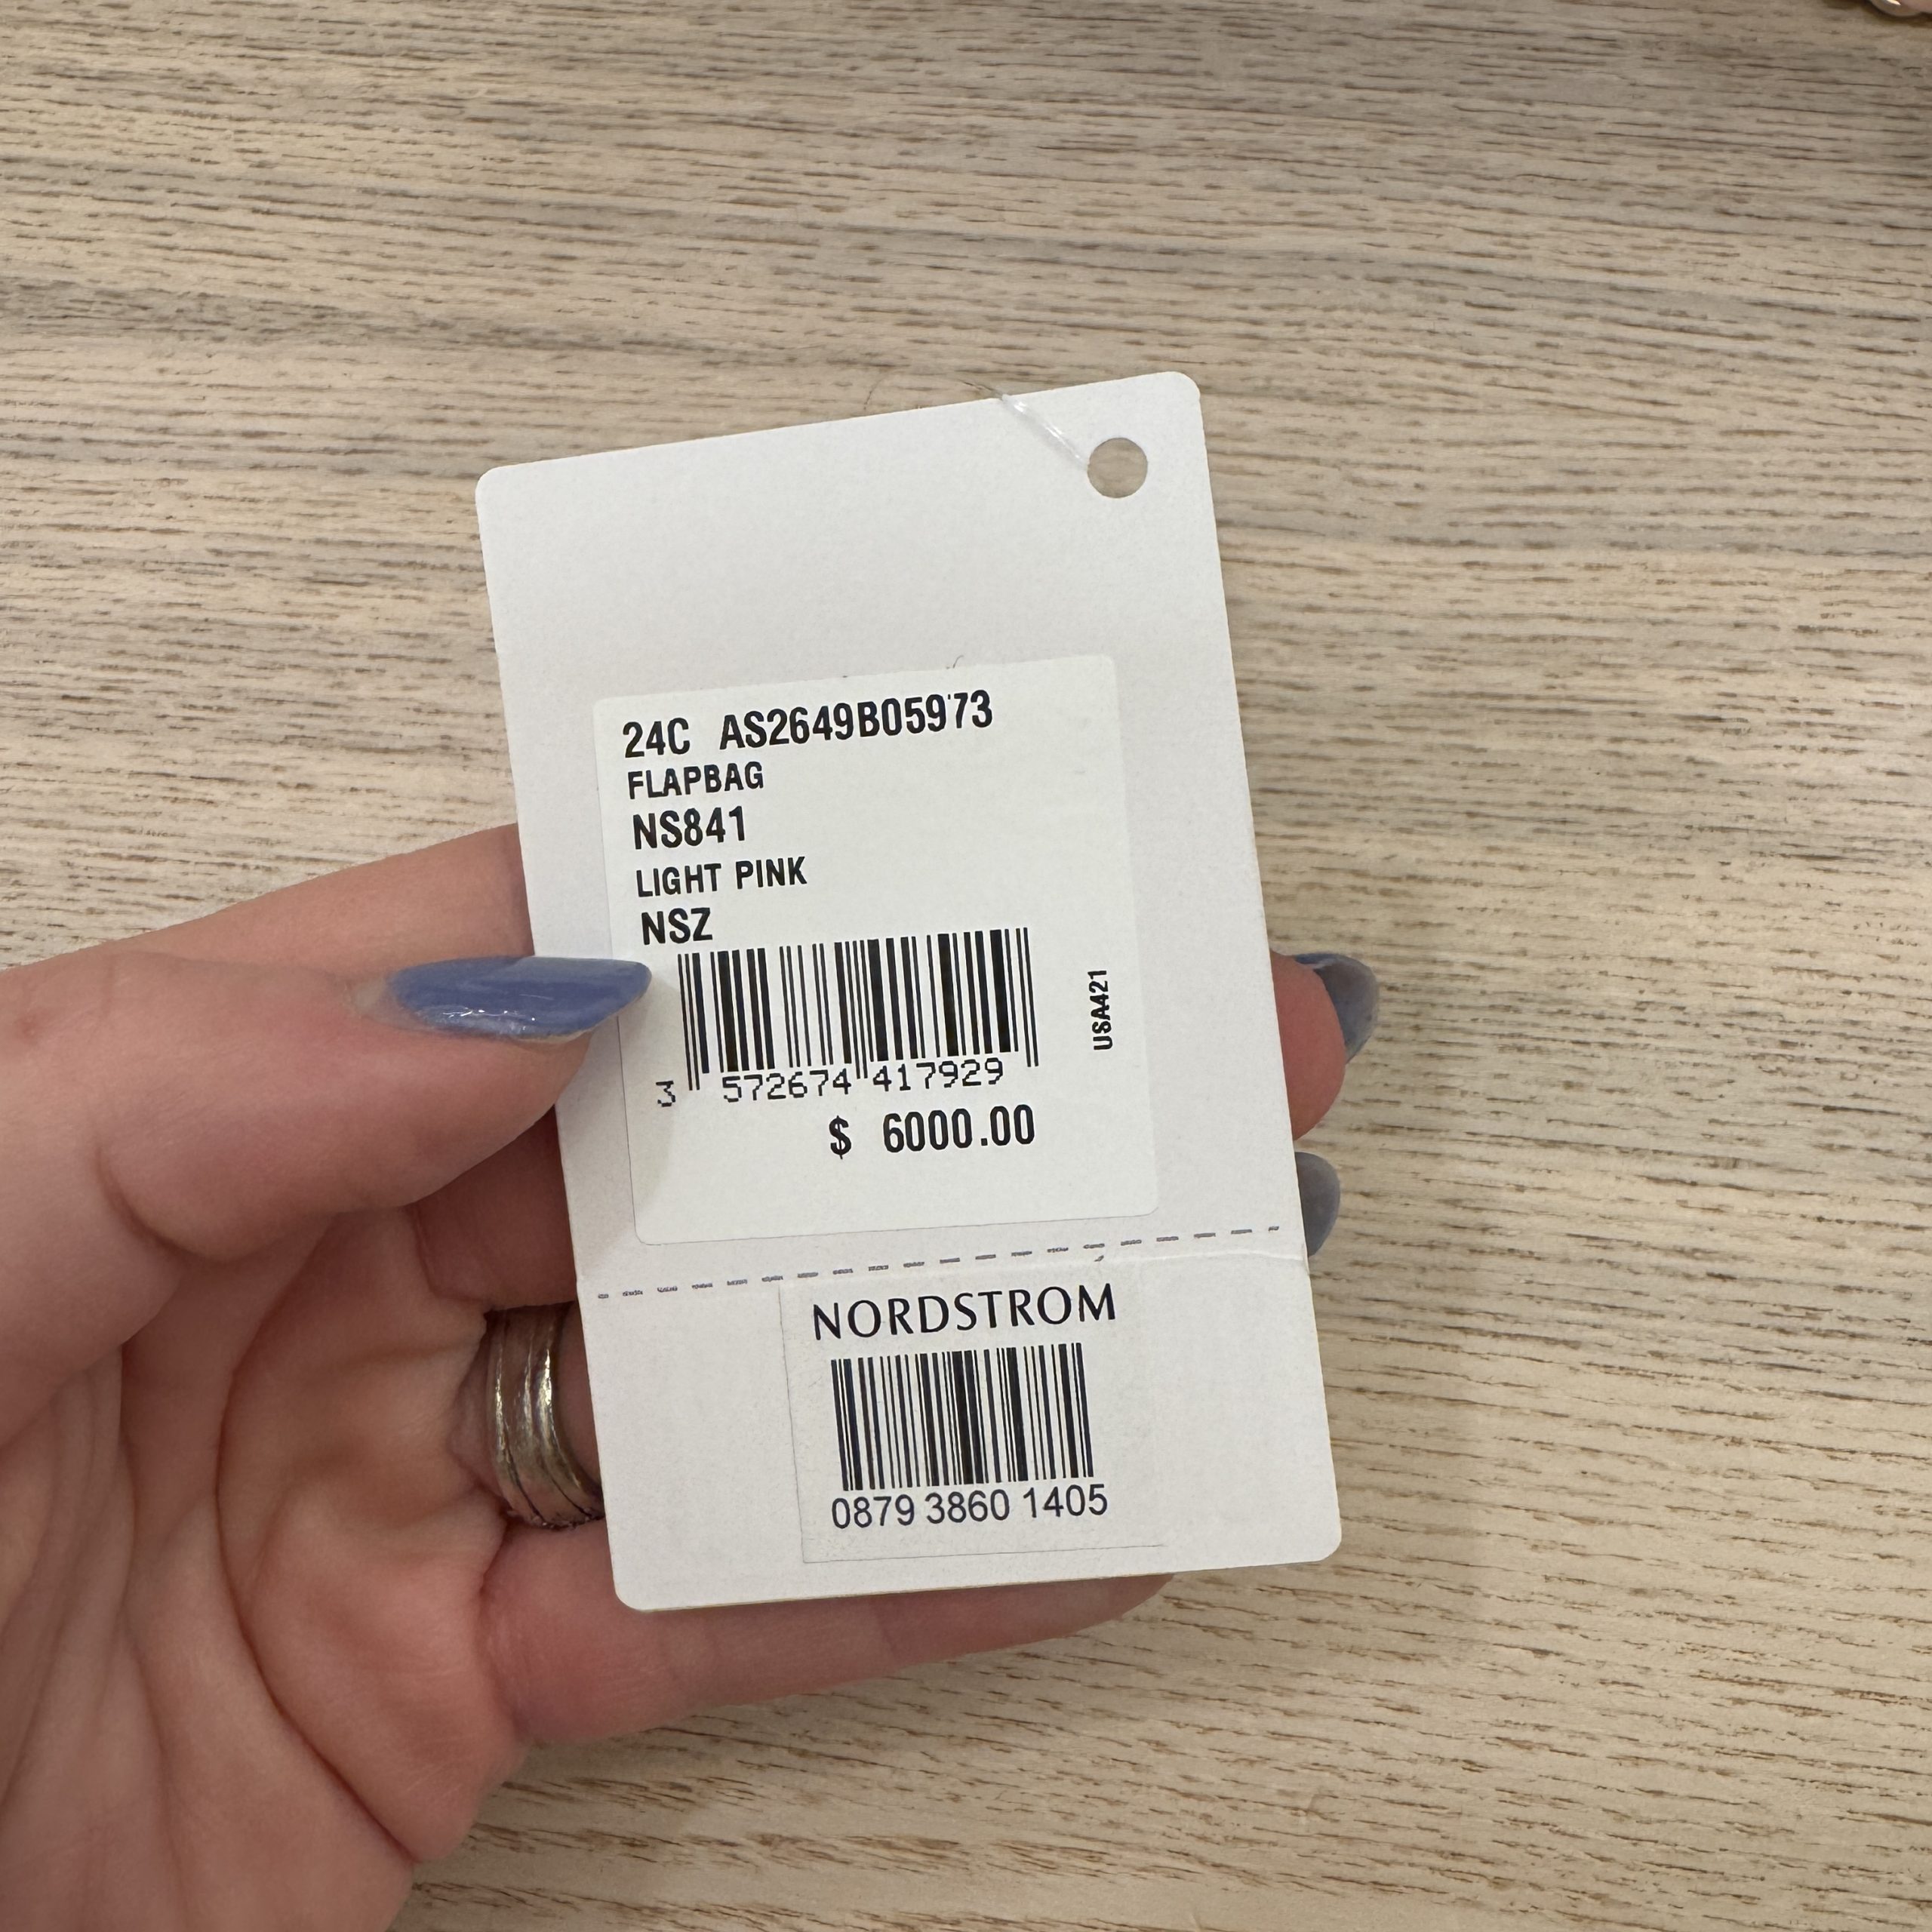 24C AS2649B05973
FLAPBAG
NS841
LIGHT PINK
NSZ
USA421
3 572674 417929
$ 6000.00
NORDSTROM
0879 3860 1405